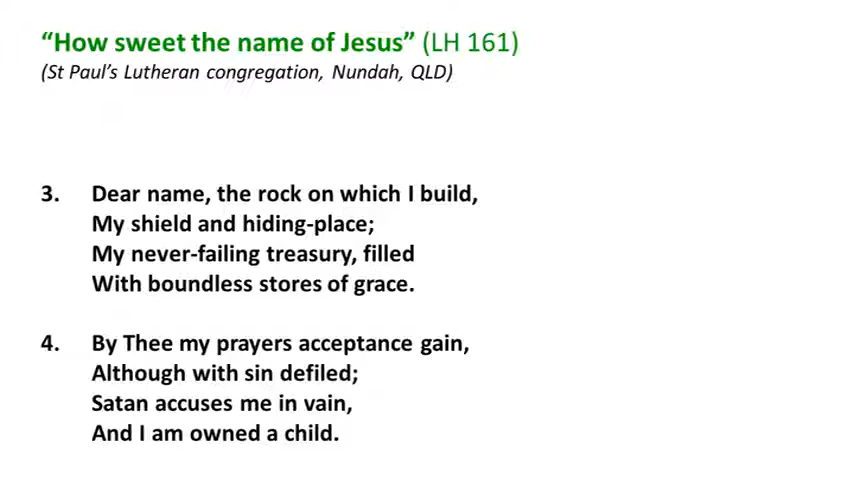 “How sweet the name of Jesus” (LH 161)
(St Paul’s Lutheran congregation, Nundah, QLD)
3. Dear name, the rock on which I build,
My shield and hiding-place;
My never-failing treasury, filled
With boundless stores of grace.
4. By Thee my prayers acceptance gain,
Although with sin defiled;
Satan accuses me in vain,
And I am owned a child.